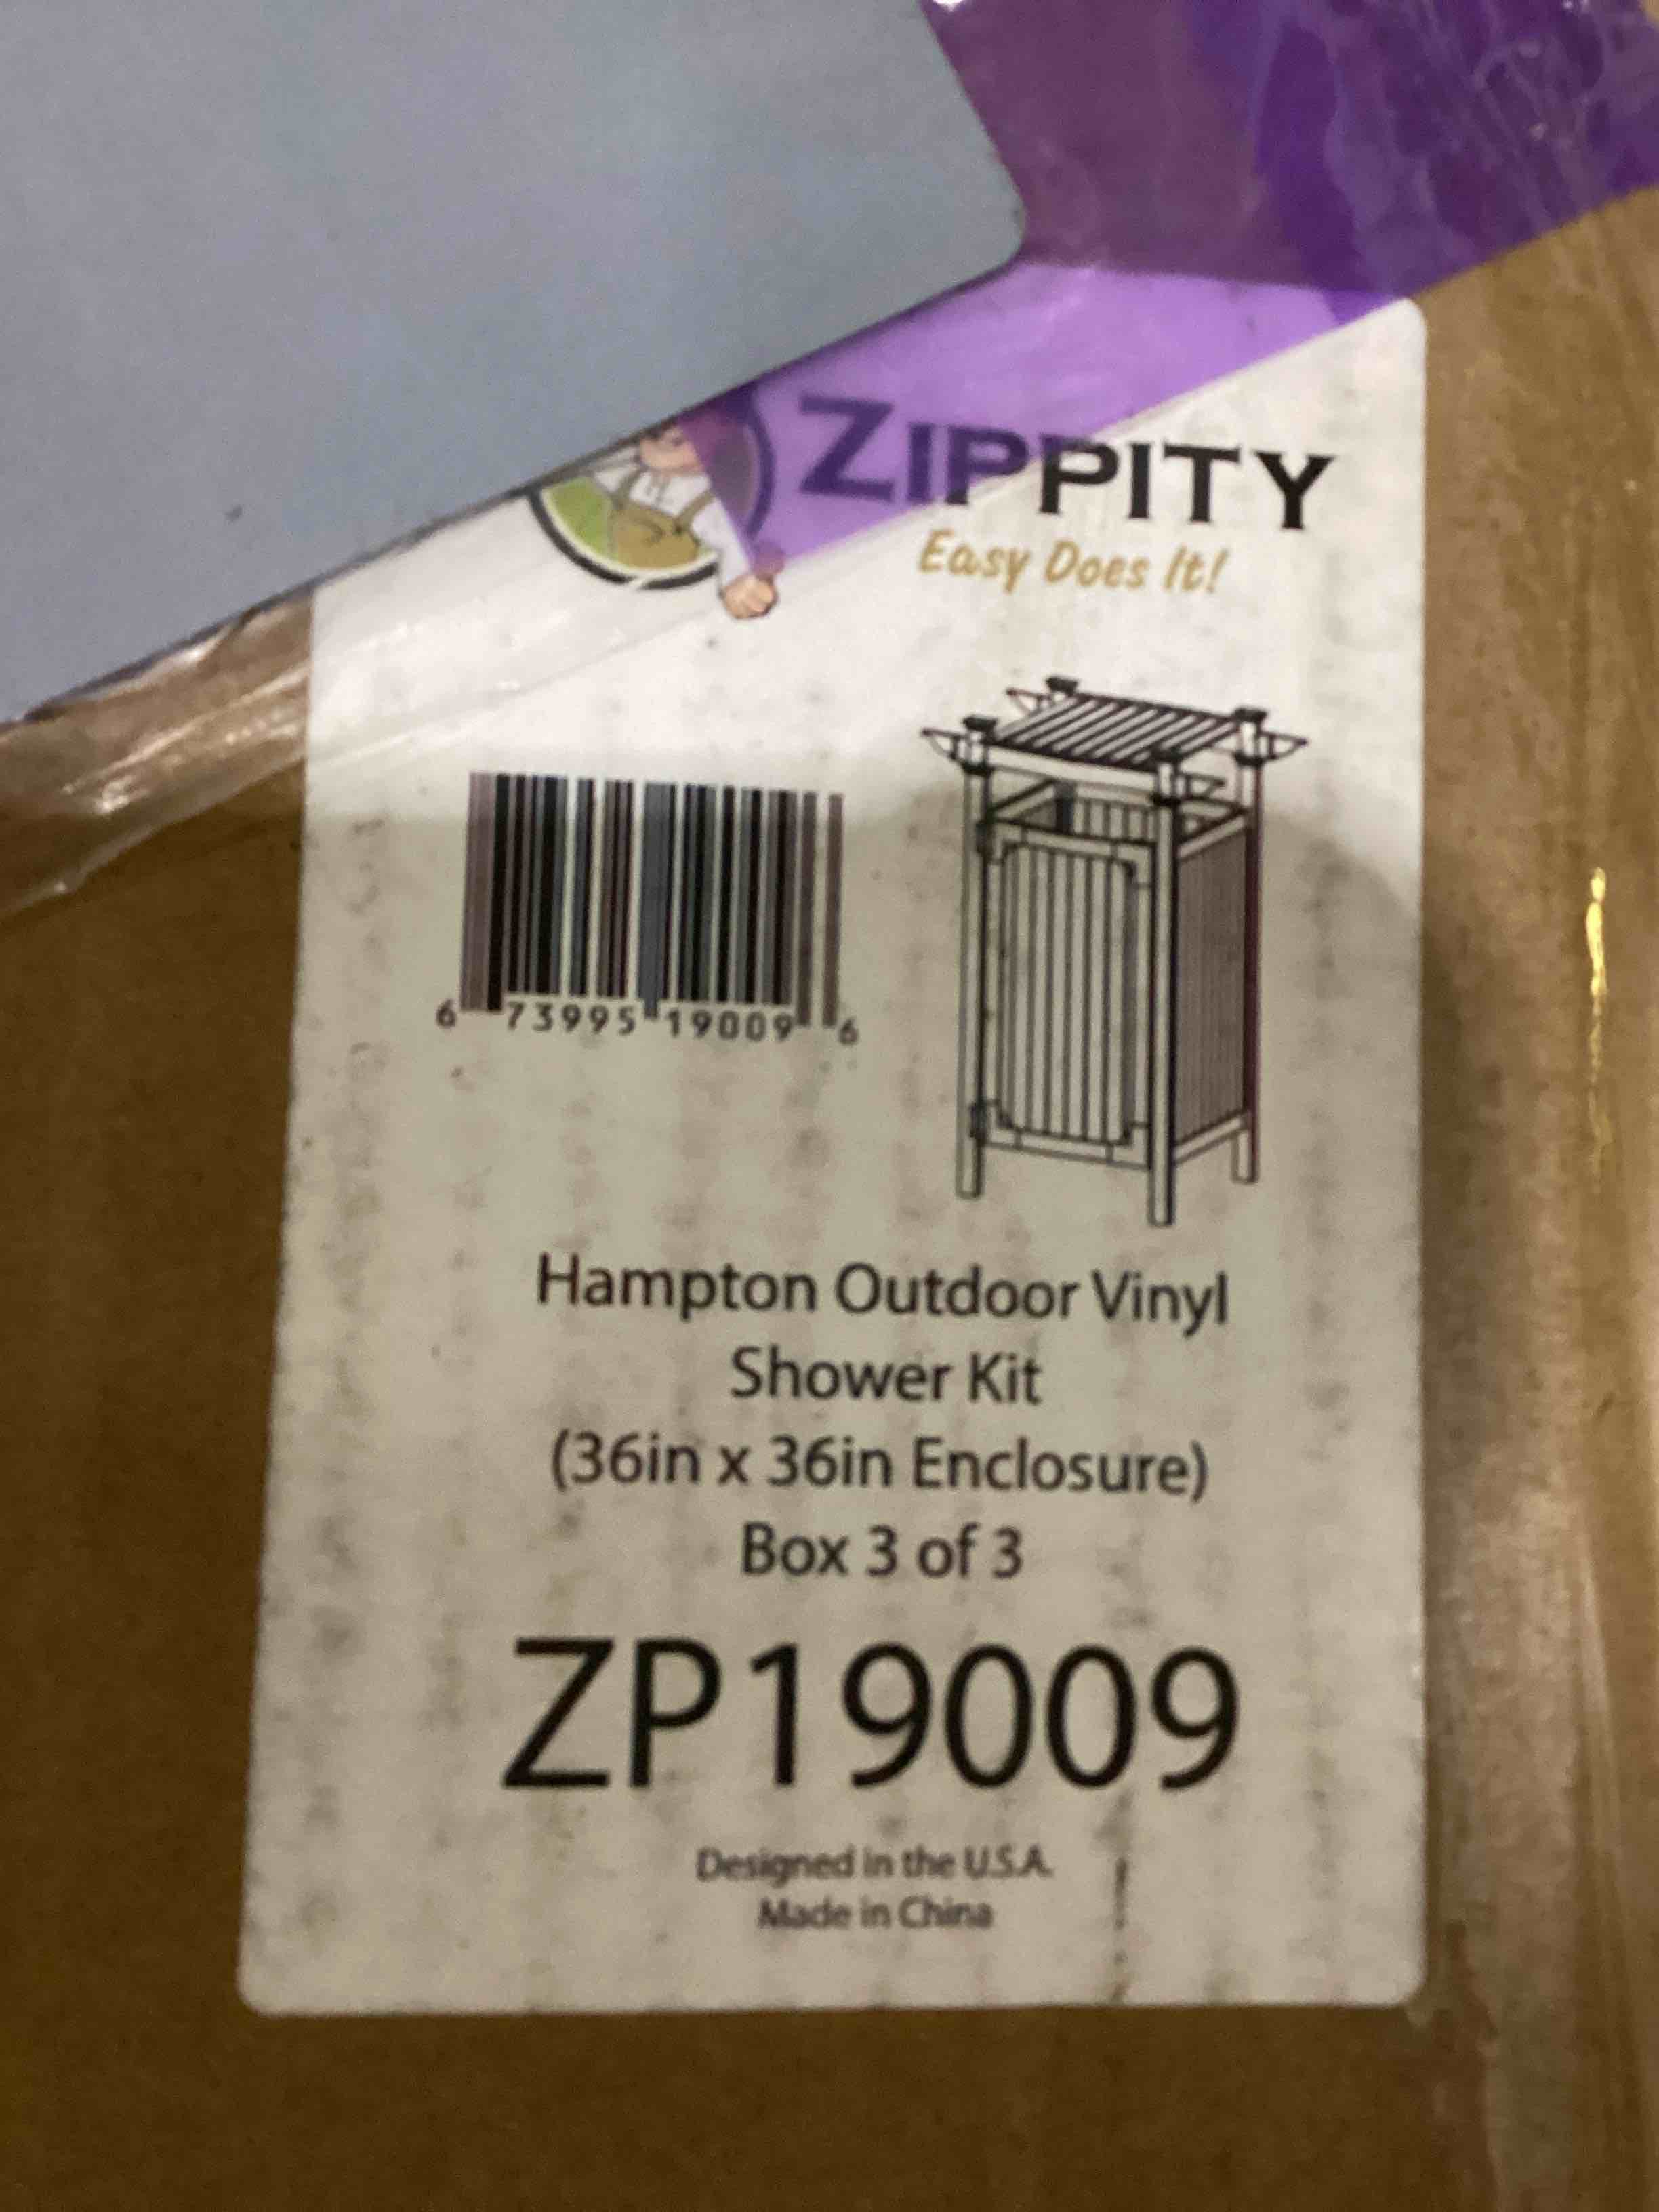 ZIPPITY
Easy Does It!
6 73995 19009 6
Hampton Outdoor Vinyl
Shower Kit
(36in x 36in Enclosure)
Box 3 of 3
ZP19009
Designed in the U.S.A.
Made in China